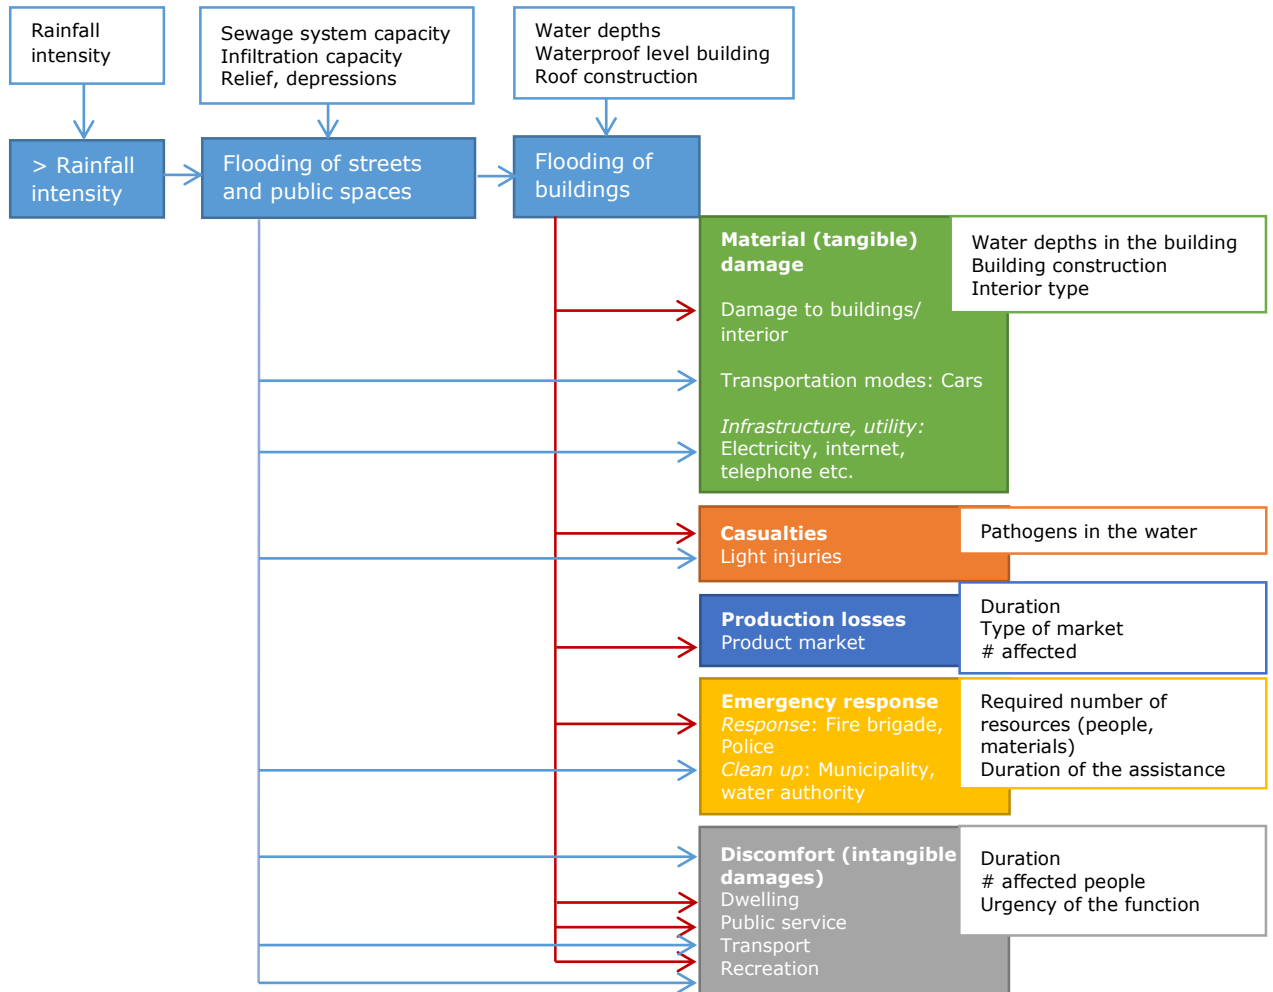 Rainfall
intensity
Sewage system capacity
Infiltration capacity
Relief, depressions
Water depths
Waterproof level building
Roof construction
> Rainfall
intensity
Flooding of streets
and public spaces
Flooding of
buildings
Material (tangible)
damage
Damage to buildings/
interior
Transportation modes: Cars
Infrastructure, utility:
Electricity, internet,
telephone etc.
Water depths in the building
Building construction
Interior type
Casualties
Light injuries
Pathogens in the water
Production losses
Product market
Duration
Type of market
# affected
Emergency response
Response: Fire brigade,
Police
Clean up: Municipality,
water authority
Required number of
resources (people,
materials)
Duration of the assistance
Discomfort (intangible
damages)
Dwelling
Public service
Transport
Recreation
Duration
# affected people
Urgency of the function